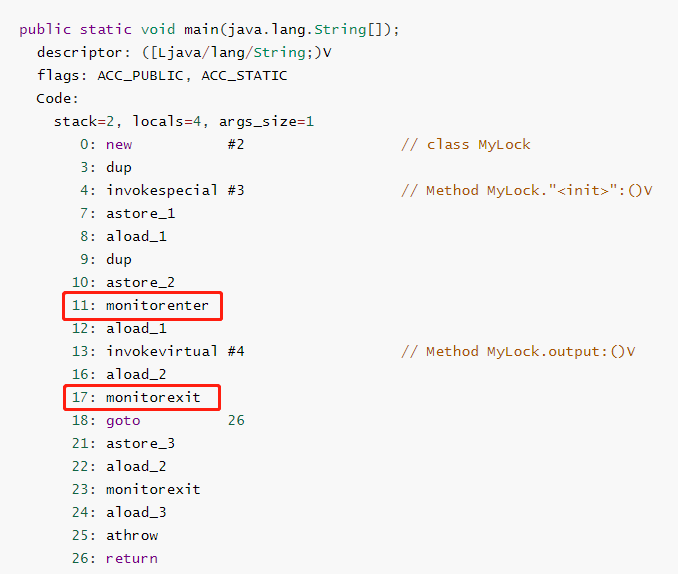 public static void main(java.lang.String[]);
descriptor: ([Ljava/lang/String;)V
flags: ACC_PUBLIC, ACC_STATIC
Code:
stack=2, locals=4, args_size=1
0: new #2 // class MyLock
3: dup
4: invokespecial #3 // Method MyLock."<init>":()V
7: astore_1
8: aload_1
9: dup
10: astore_2
11: monitorenter
12: aload_1
13: invokevirtual #4 // Method MyLock.output:()V
16: aload_2
17: monitorexit
18: goto 26
21: astore_3
22: aload_2
23: monitorexit
24: aload_3
25: athrow
26: return